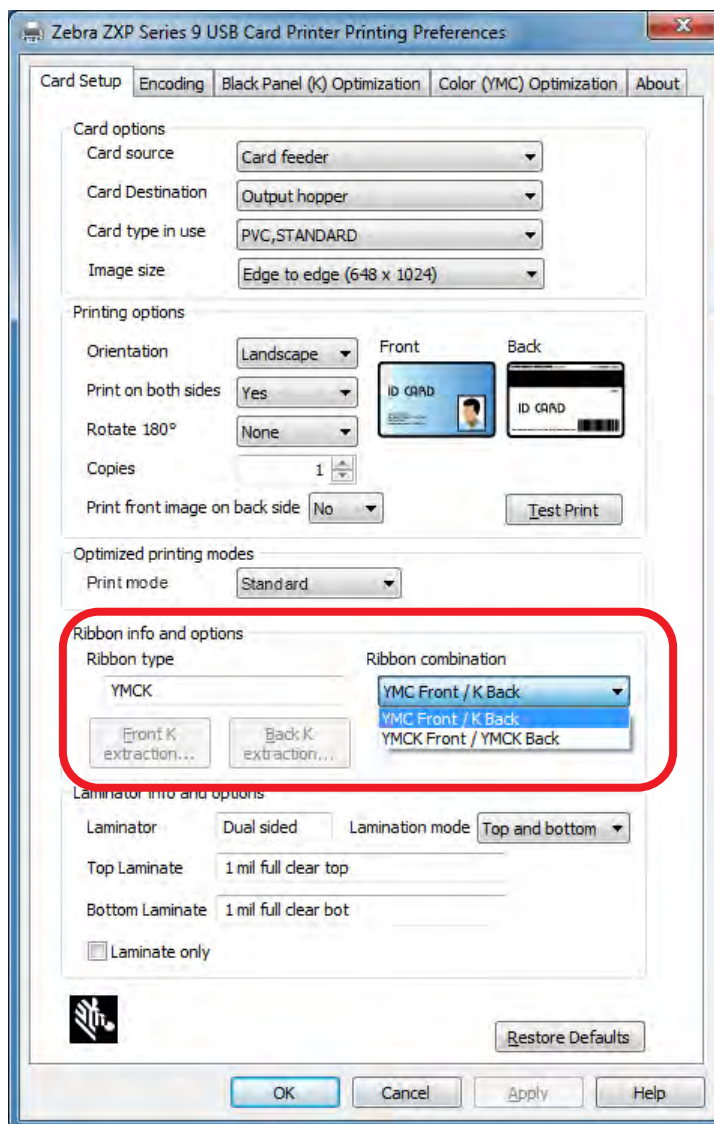 Zebra ZXP Series 9 USB Card Printer Printing Preferences
Card Setup Encoding Black Panel (K) Optimization Color (YMC) Optimization About
Card options
Card source Card feeder
Card Destination Output hopper
Card type in use PVC,STANDARD
Image size Edge to edge (648 x 1024)
Printing options
Orientation Landscape Front Back
Print on both sides Yes ID CARD
ID CARD
Rotate 180° None
Copies 1
Print front image on back side No Test Print
Optimized printing modes
Print mode Standard
Ribbon info and options
Ribbon type Ribbon combination
YMCK YMC Front / K Back
YMC Front / K Back
Front K extraction... Back K extraction... YMCK Front / YMCK Back
Laminator info and options
Laminator Dual sided Lamination mode Top and bottom
Top Laminate 1 mil full clear top
Bottom Laminate 1 mil full clear bot
Laminate only
Restore Defaults
OK Cancel Apply Help